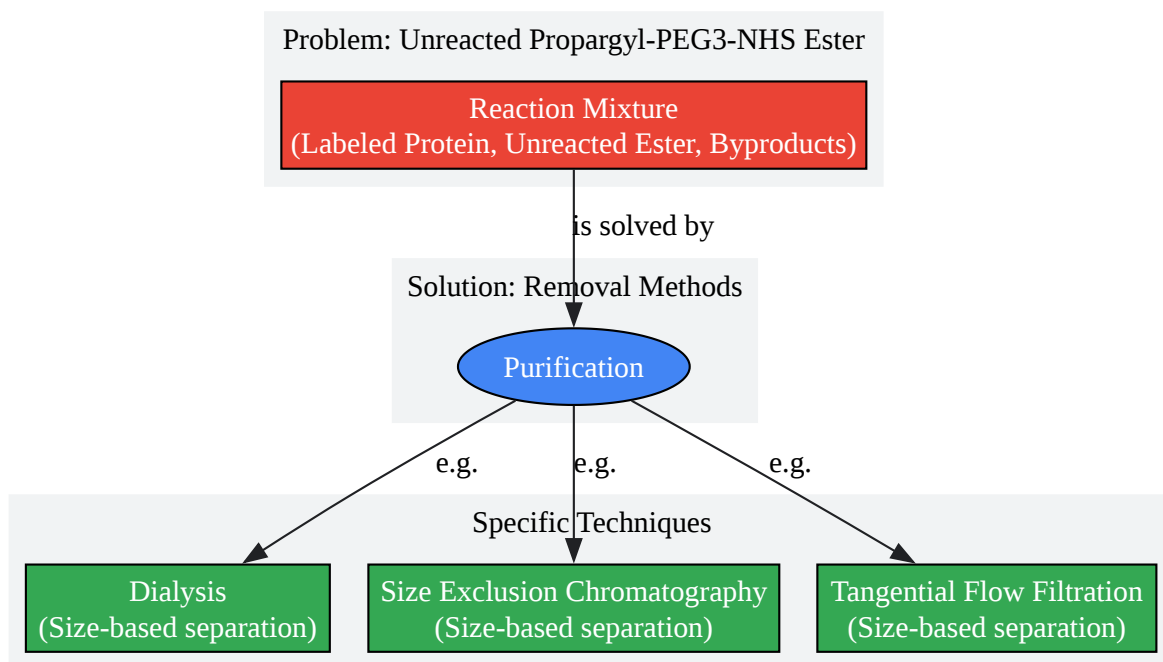 Problem: Unreacted Propargyl-PEG3-NHS Ester
Reaction Mixture
(Labeled Protein, Unreacted Ester, Byproducts)
is solved by
Solution: Removal Methods
Purification
e.g.
e.g.
e.g.
Specific Techniques
Dialysis
(Size-based separation)
Size Exclusion Chromatography
(Size-based separation)
Tangential Flow Filtration
(Size-based separation)